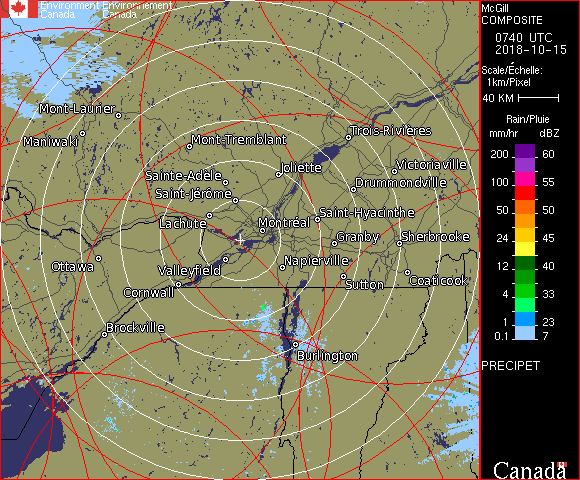 Environment Environnement
Canada Canada
McGill
COMPOSITE
0740 UTC
2018-10-15
Scale/Échelle:
1km/Pixel
40 KM
Rain/Pluie
mm/hr dBZ
200 60
150 57
100 55
50 50
24 45
12 40
4 33
1 23
0.1 7
PRECIPET
Canada
Mont-Laurier
Maniwaki
Mont-Tremblant
Trois-Rivières
Joliette
Victoriaville
Sainte-Adèle
Drummondville
Saint-Jérôme
Saint-Hyacinthe
Lachute
Montréal
Granby
Sherbrooke
Ottawa
Valleyfield
Napierville
Cornwall
Sutton
Coaticook
Brockville
Burlington